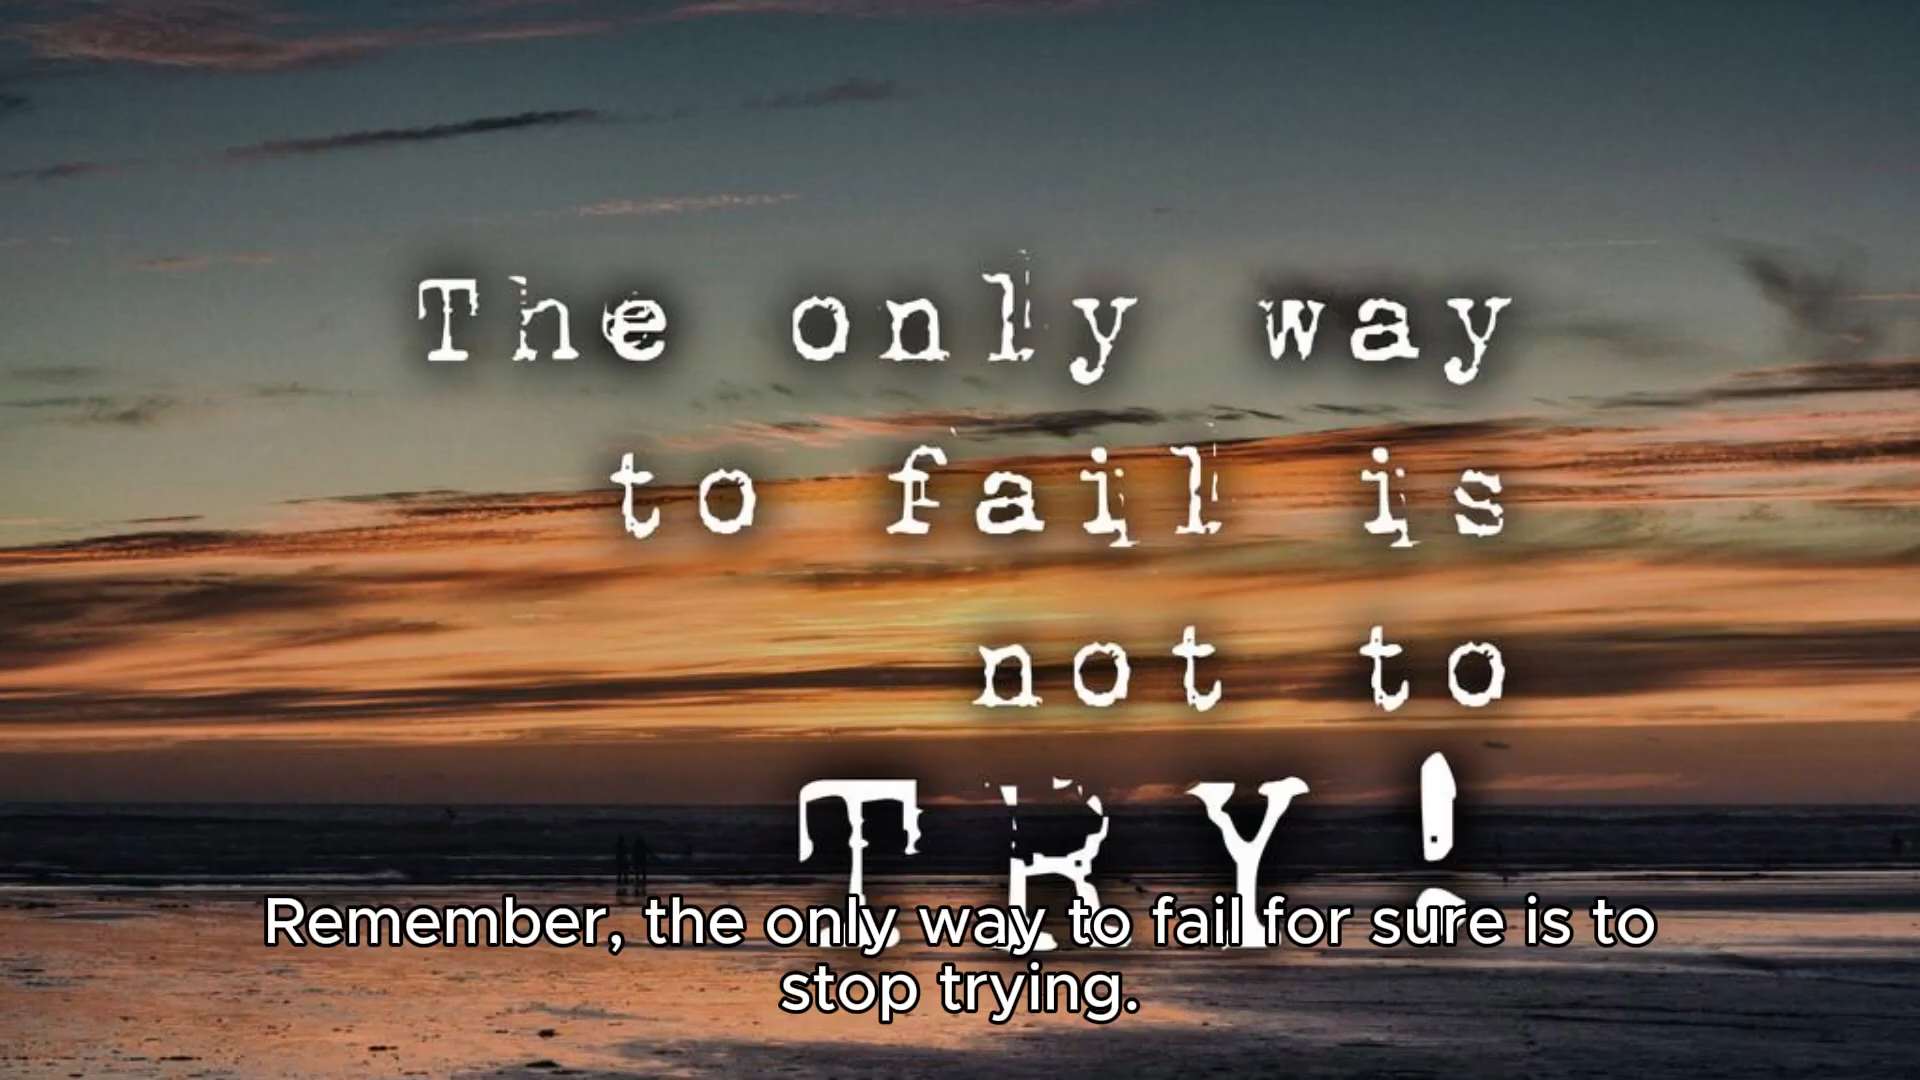 The only way
to fail is
not to
TRY!
Remember, the only way to fail for sure is to
stop trying.